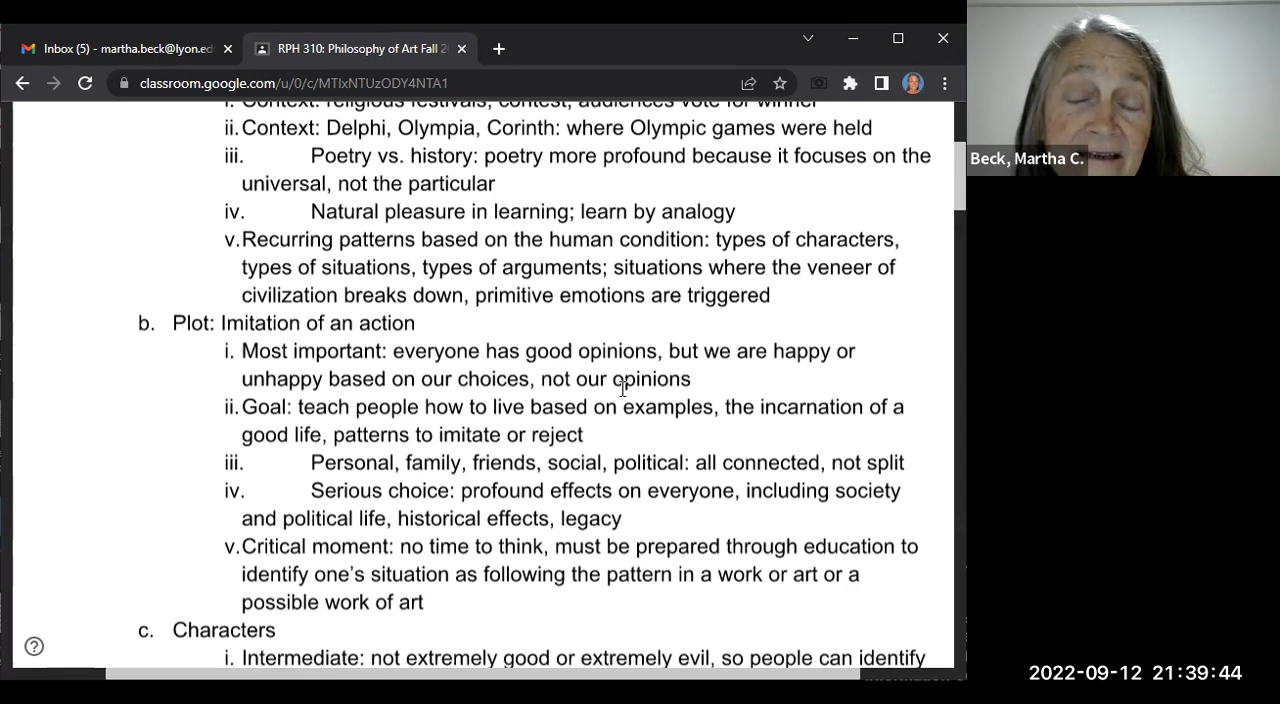 Inbox (5) - martha.beck@lyon.ed
RPH 310: Philosophy of Art Fall 2
classroom.google.com/u/0/c/MTIxNTUzODY4NTA1
i. Context: religious festivals, contest, audiences vote for winner
ii. Context: Delphi, Olympia, Corinth: where Olympic games were held
iii. Poetry vs. history: poetry more profound because it focuses on the
universal, not the particular
iv. Natural pleasure in learning; learn by analogy
v. Recurring patterns based on the human condition: types of characters,
types of situations, types of arguments; situations where the veneer of
civilization breaks down, primitive emotions are triggered
b. Plot: Imitation of an action
i. Most important: everyone has good opinions, but we are happy or
unhappy based on our choices, not our opinions
ii. Goal: teach people how to live based on examples, the incarnation of a
good life, patterns to imitate or reject
iii. Personal, family, friends, social, political: all connected, not split
iv. Serious choice: profound effects on everyone, including society
and political life, historical effects, legacy
v. Critical moment: no time to think, must be prepared through education to
identify one's situation as following the pattern in a work or art or a
possible work of art
c. Characters
i. Intermediate: not extremely good or extremely evil, so people can identify
Beck, Martha C.
2022-09-12 21:39:44